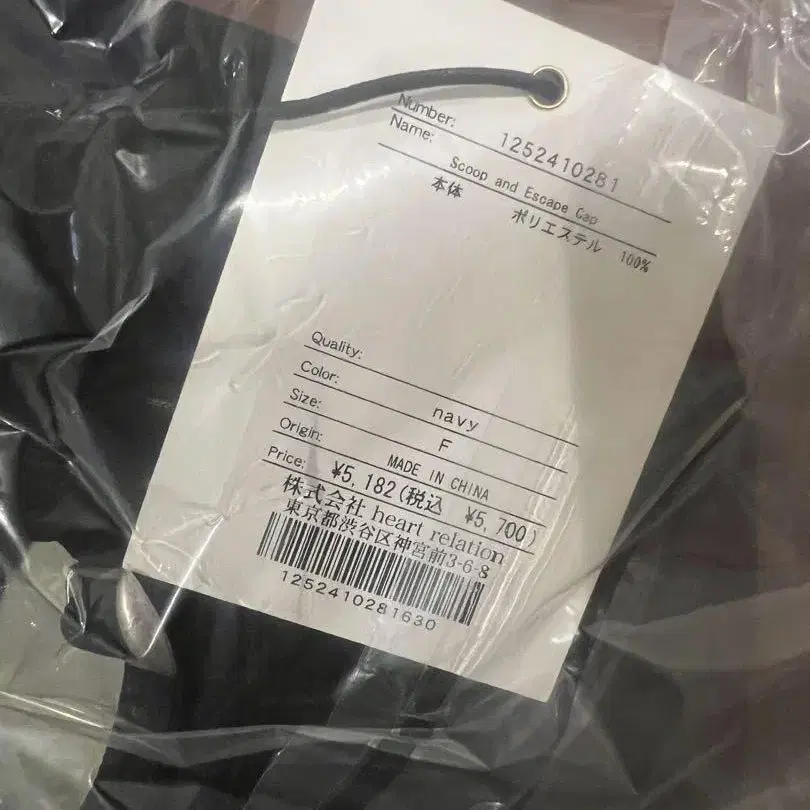 Number: 1252410281
Name: Scoop and Escape Cap
本体 ポリエステル 100%
Quality:
Color: navy
Size: F
Origin: MADE IN CHINA
Price: ¥5,182(税込 ¥5,700)
株式会社 heart relation
東京都渋谷区神宮前3-6-8
1252410281630